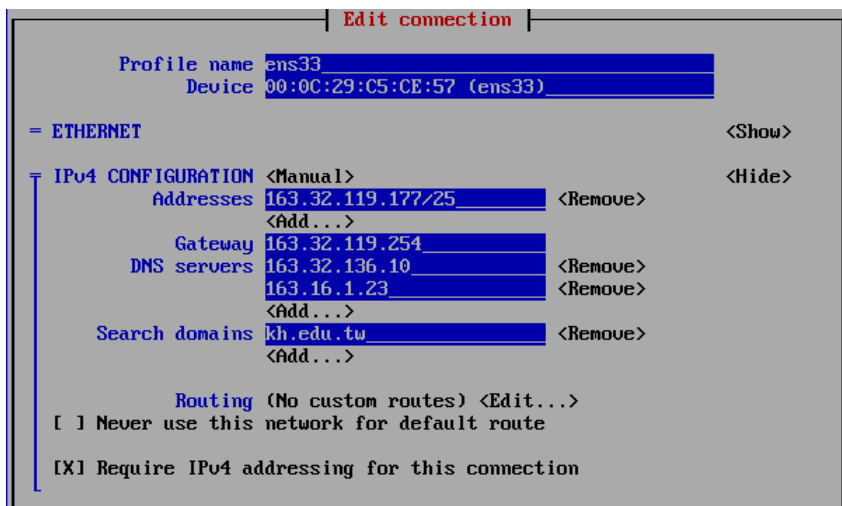 Edit connection
Profile name ens33
Device 00:0C:29:C5:CE:57 (ens33)
= ETHERNET <Show>
= IPv4 CONFIGURATION <Manual> <Hide>
Addresses 163.32.119.177/25 <Remove>
<Add...>
Gateway 163.32.119.254
DNS servers 163.32.136.10 <Remove>
163.16.1.23 <Remove>
<Add...>
Search domains kh.edu.tw <Remove>
<Add...>
Routing (No custom routes) <Edit...>
[ ] Never use this network for default route
[X] Require IPv4 addressing for this connection